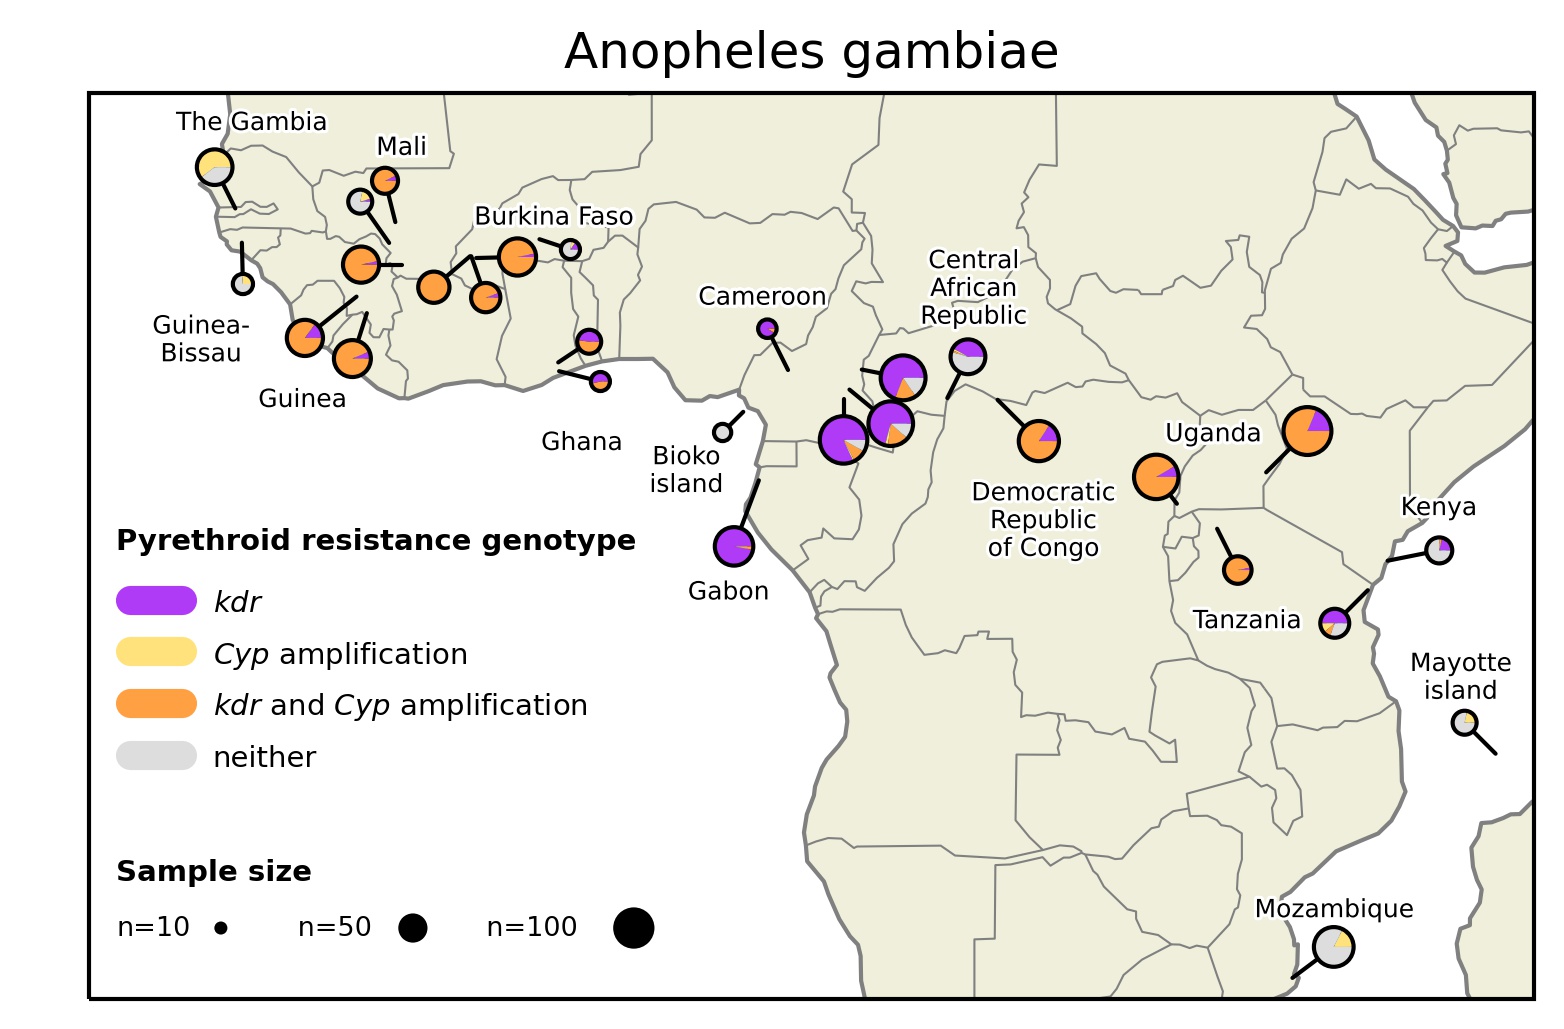 Anopheles gambiae
The Gambia
Mali
Burkina Faso
Central
African
Republic
Cameroon
Guinea-
Bissau
Guinea
Ghana
Bioko
island
Uganda
Democratic
Republic
of Congo
Kenya
Gabon
Tanzania
Mayotte
island
Mozambique
Pyrethroid resistance genotype
kdr
Cyp amplification
kdr and Cyp amplification
neither
Sample size
n=10
n=50
n=100